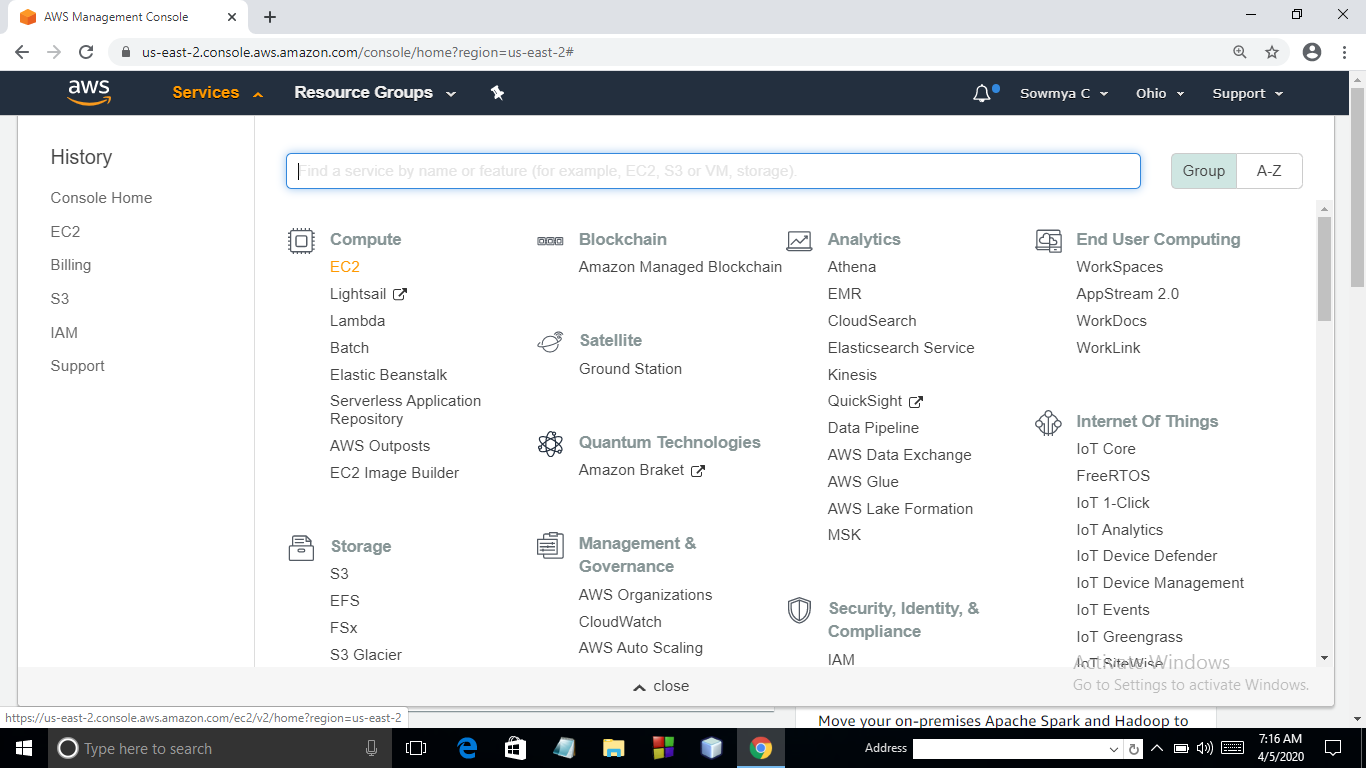 AWS Management Console
us-east-2.console.aws.amazon.com/console/home?region=us-east-2#
aws
Services
Resource Groups
Sowmya C
Ohio
Support
History
Console Home
EC2
Billing
S3
IAM
Support
Find a service by name or feature (for example, EC2, S3 or VM, storage).
Group
A-Z
Compute
EC2
Lightsail
Lambda
Batch
Elastic Beanstalk
Serverless Application
Repository
AWS Outposts
EC2 Image Builder
Storage
S3
EFS
FSx
S3 Glacier
Blockchain
Amazon Managed Blockchain
Satellite
Ground Station
Quantum Technologies
Amazon Braket
Management &
Governance
AWS Organizations
CloudWatch
AWS Auto Scaling
Analytics
Athena
EMR
CloudSearch
Elasticsearch Service
Kinesis
QuickSight
Data Pipeline
AWS Data Exchange
AWS Glue
AWS Lake Formation
MSK
Security, Identity, &
Compliance
IAM
End User Computing
WorkSpaces
AppStream 2.0
WorkDocs
WorkLink
Internet Of Things
IoT Core
FreeRTOS
IoT 1-Click
IoT Analytics
IoT Device Defender
IoT Device Management
IoT Events
IoT Greengrass
IoT SiteWise
Activate Windows
Go to Settings to activate Windows.
close
https://us-east-2.console.aws.amazon.com/ec2/v2/home?region=us-east-2
Move your on-premises Apache Spark and Hadoop to
Type here to search
Address
7:16 AM
4/5/2020